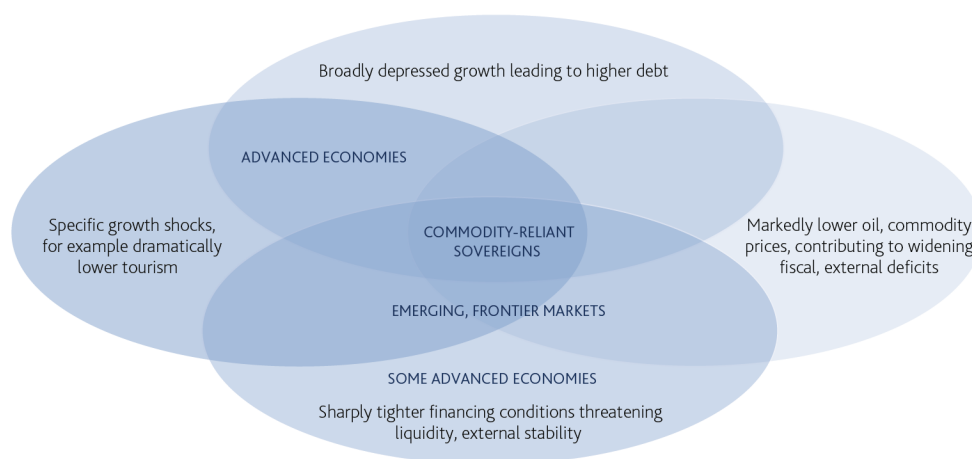 Broadly depressed growth leading to higher debt
ADVANCED ECONOMIES
Specific growth shocks,
for example dramatically
lower tourism
COMMODITY-RELIANT
SOVEREIGNS
Markedly lower oil, commodity
prices, contributing to widening
fiscal, external deficits
EMERGING, FRONTIER MARKETS
SOME ADVANCED ECONOMIES
Sharply tighter financing conditions threatening
liquidity, external stability